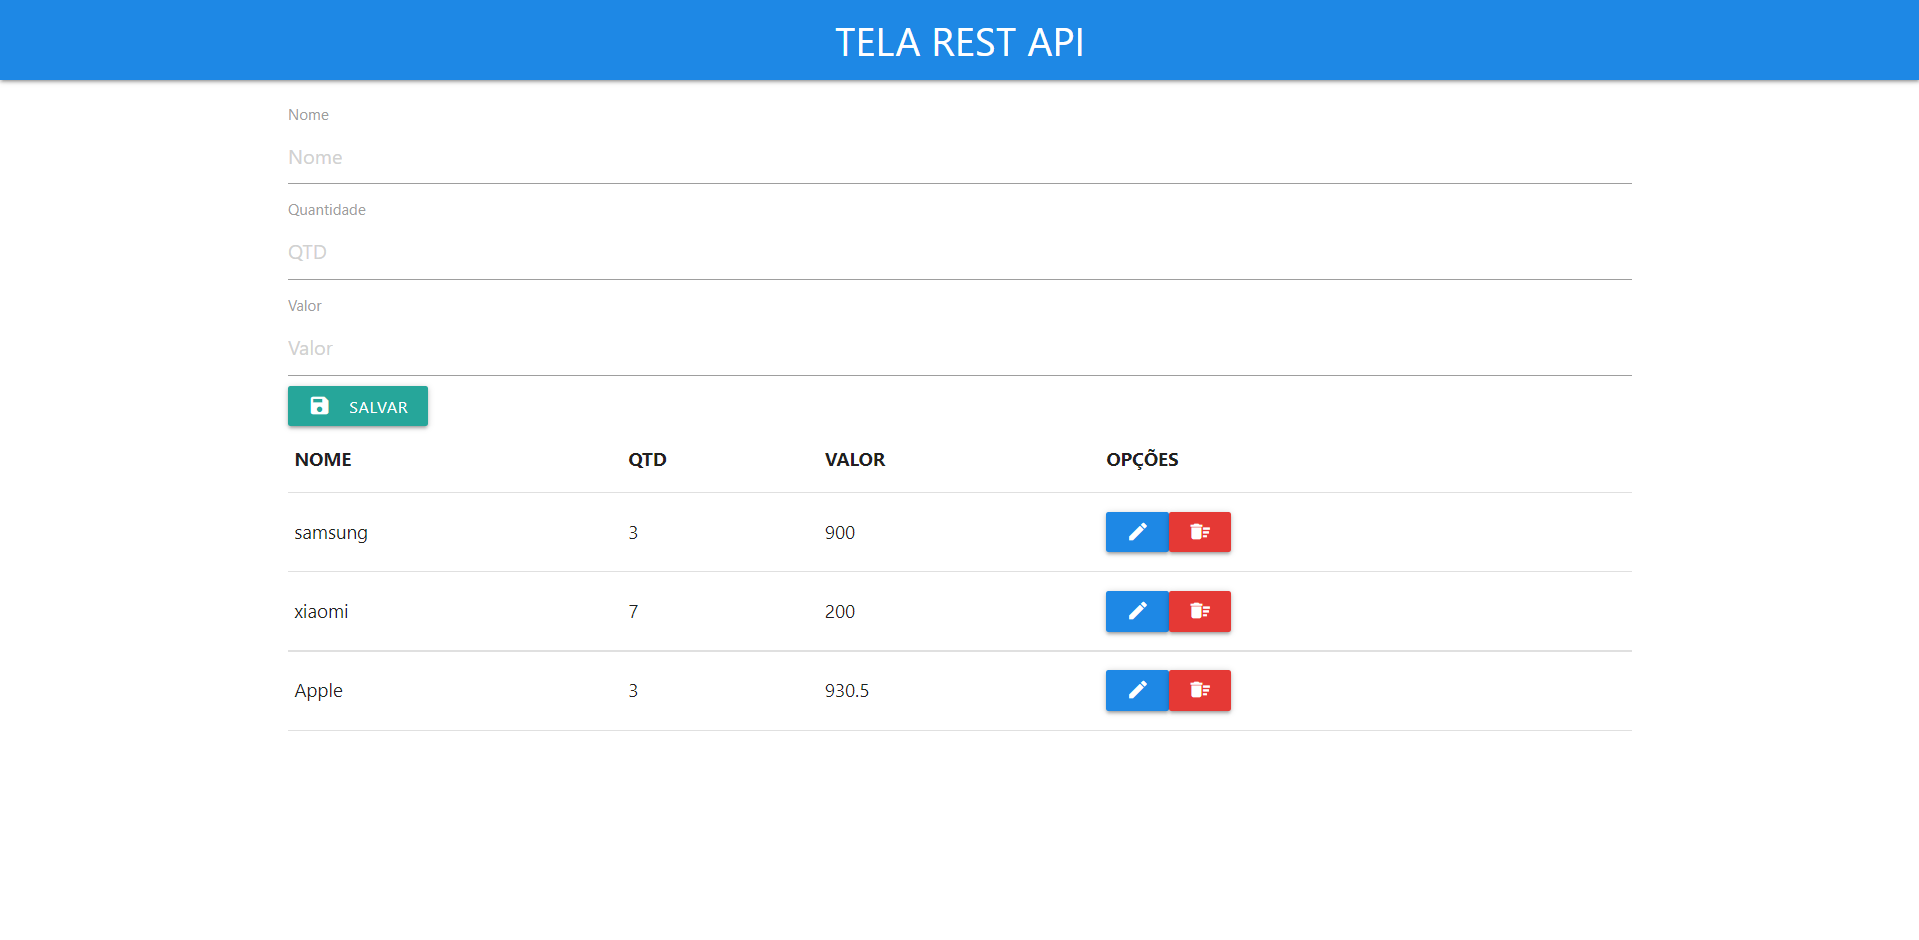 TELA REST API
Nome
Nome
Quantidade
QTD
Valor
Valor
SALVAR
NOME QTD VALOR OPÇÕES
samsung 3 900
xiaomi 7 200
Apple 3 930.5